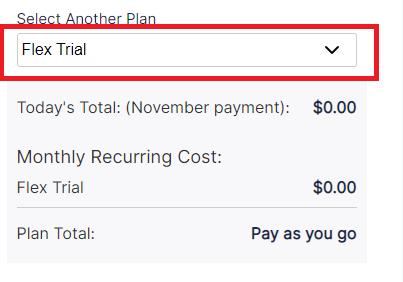 Select Another Plan
Flex Trial
Today's Total: (November payment): $0.00
Monthly Recurring Cost:
Flex Trial $0.00
Plan Total: Pay as you go